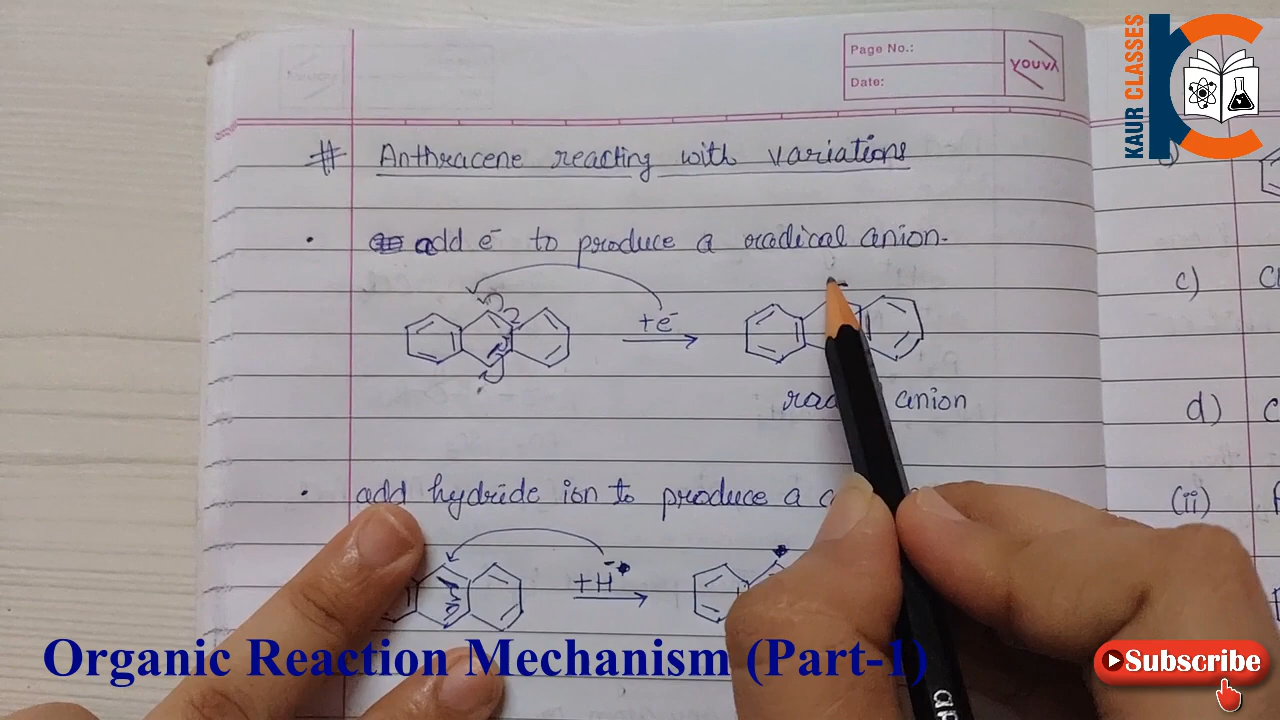 KAUR CLASSES
Page No.:
Date:
youva
# Anthracene reacting with variations
• add e⁻ to produce a radical anion.
+e⁻
anion
• add hydride ion to produce a
+H⁻
c)
d)
(ii)
Organic Reaction Mechanism (Part-1)
Subscribe